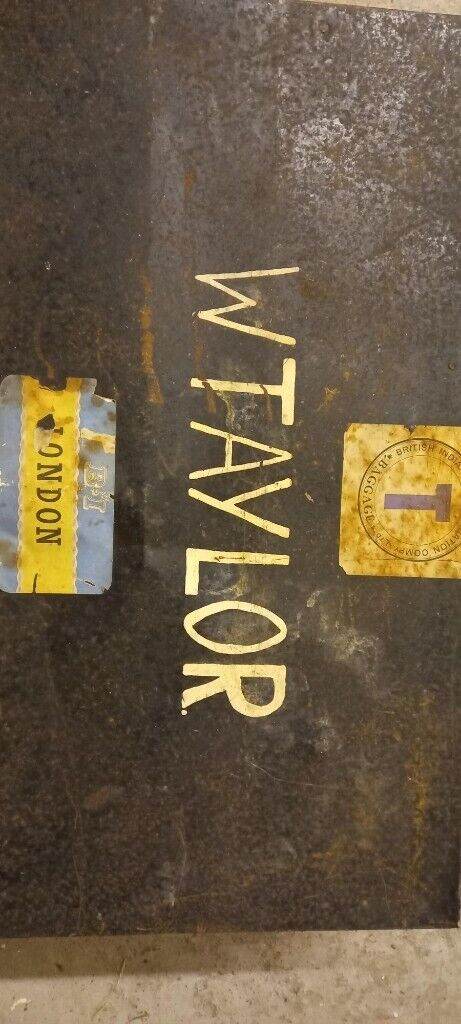 BRITISH INDIA
T
BAGGAGE
W TAYLOR.
B.I
LONDON